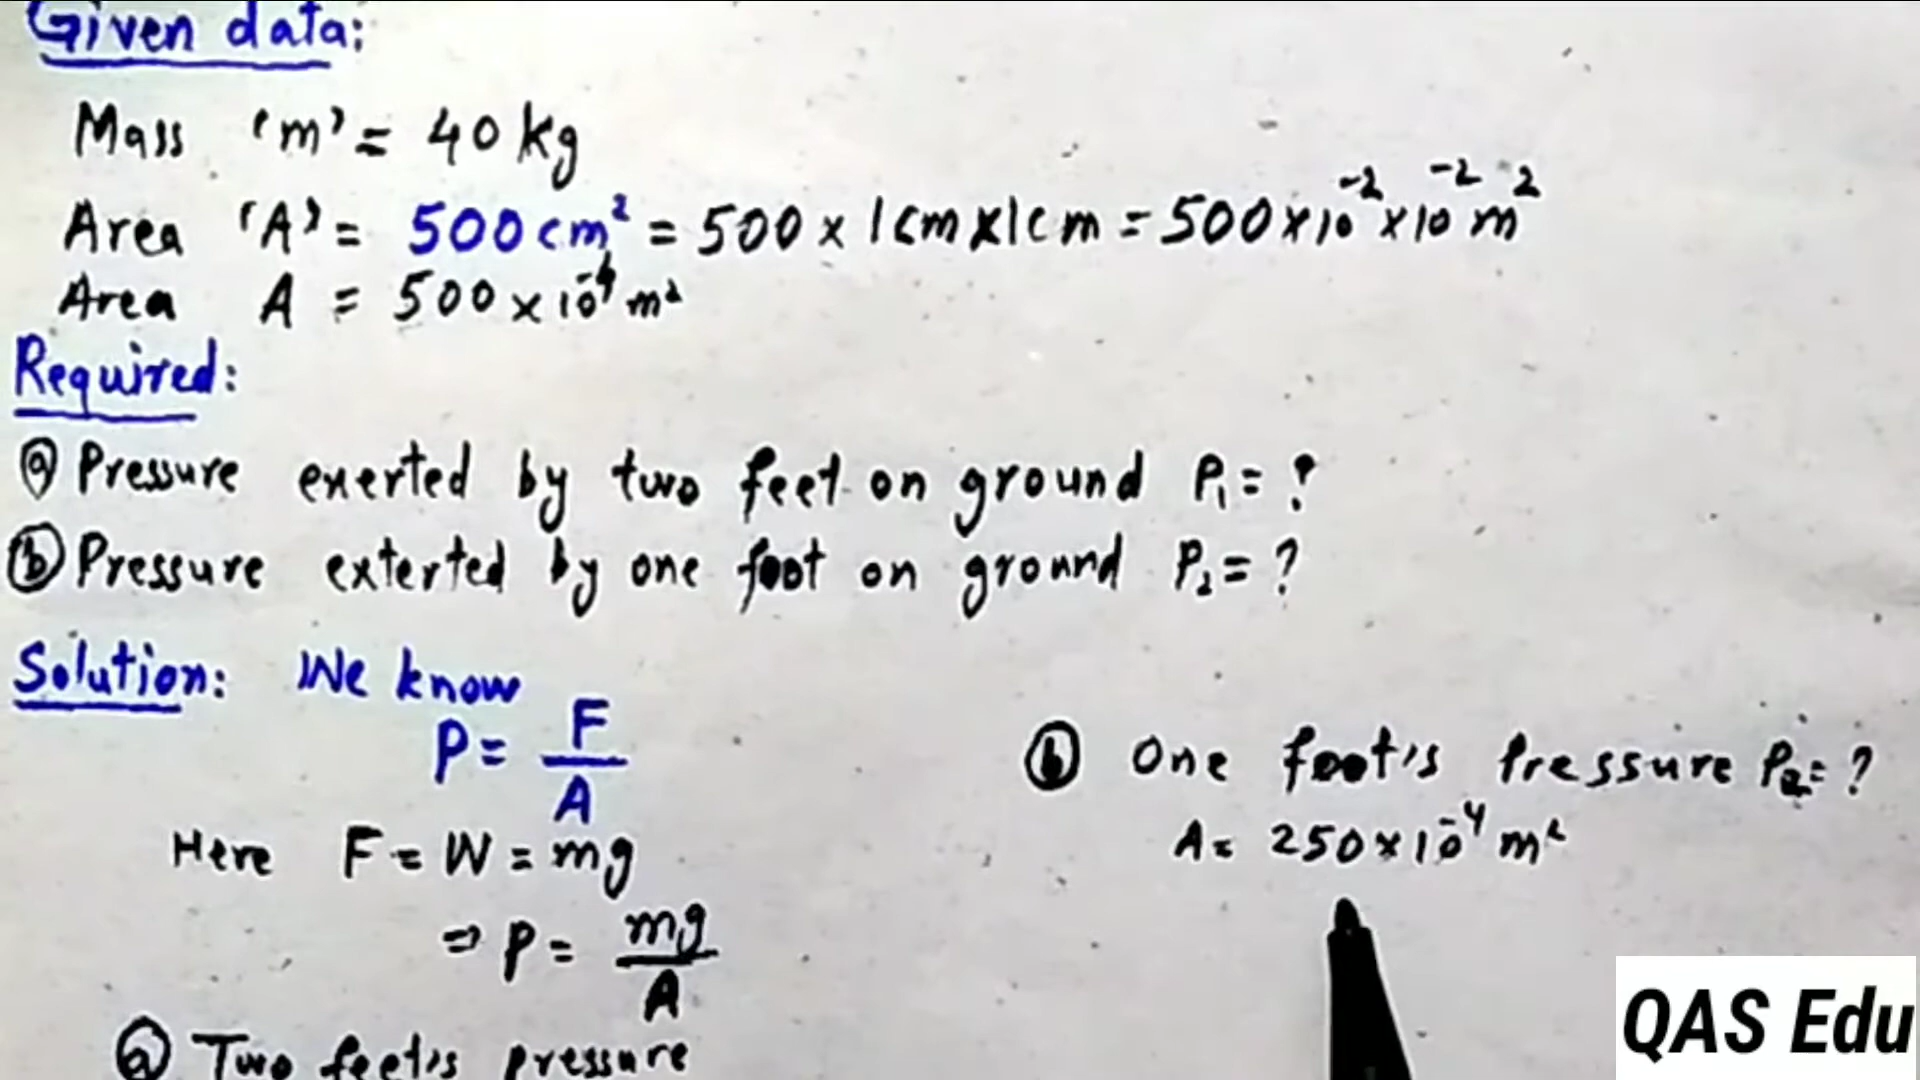 Given data:
Mass 'm' = 40 kg
Area 'A' = 500 cm² = 500 × 1cm × 1cm = 500 × 10⁻² × 10⁻² m²
Area A = 500 × 10⁻⁴ m²
Required:
ⓐ Pressure exerted by two feet on ground P₁ = ?
ⓑ Pressure exterted by one foot on ground P₂ = ?
Solution: We know
P = F/A
Here F = W = mg
⇒ P = mg/A
ⓐ Two feet's pressure
ⓑ One foot's Pressure P₂ = ?
A = 250 × 10⁻⁴ m²
QAS Edu